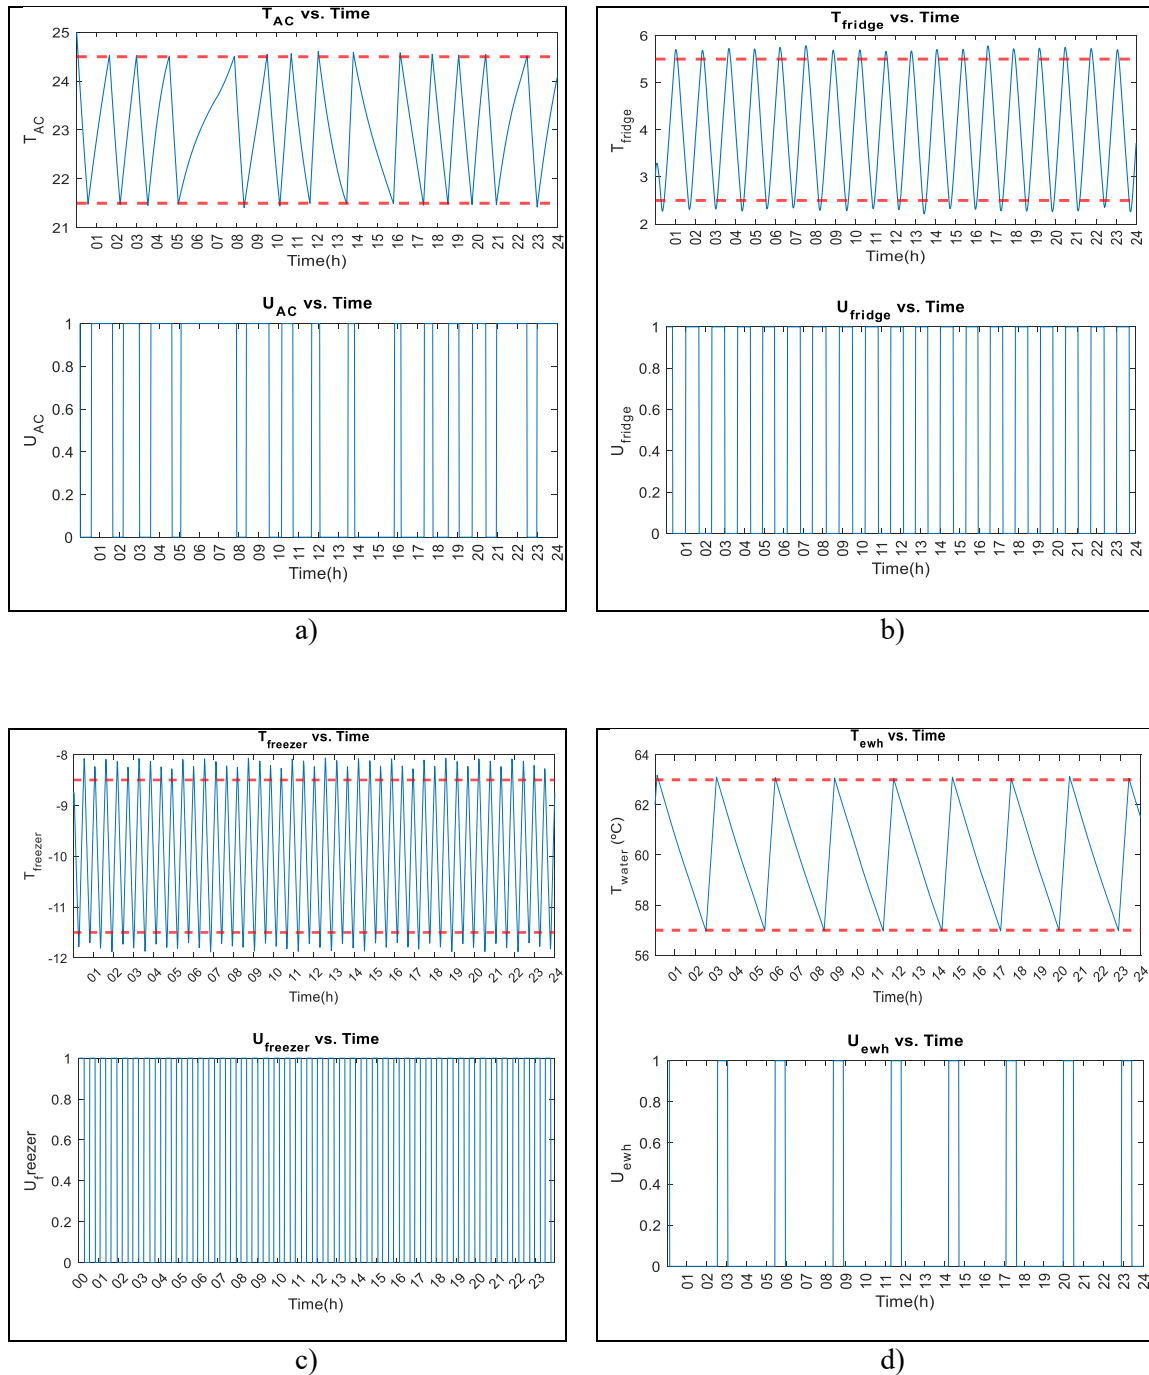 T_AC vs. Time
25
24
23
22
21
T_AC
01 02 03 04 05 06 07 08 09 10 11 12 13 14 15 16 17 18 19 20 21 22 23 24
Time(h)
U_AC vs. Time
1
0.8
0.6
0.4
0.2
0
U_AC
01 02 03 04 05 06 07 08 09 10 11 12 13 14 15 16 17 18 19 20 21 22 23 24
Time(h)
a)
T_fridge vs. Time
6
5
4
3
2
T_fridge
01 02 03 04 05 06 07 08 09 10 11 12 13 14 15 16 17 18 19 20 21 22 23 24
Time(h)
U_fridge vs. Time
1
0.8
0.6
0.4
0.2
0
U_fridge
01 02 03 04 05 06 07 08 09 10 11 12 13 14 15 16 17 18 19 20 21 22 23 24
Time(h)
b)
T_freezer vs. Time
-8
-9
-10
-11
-12
T_freezer
01 02 03 04 05 06 07 08 09 10 11 12 13 14 15 16 17 18 19 20 21 22 23 24
Time(h)
U_freezer vs. Time
1
0.8
0.6
0.4
0.2
0
U_freezer
00 01 02 03 04 05 06 07 08 09 10 11 12 13 14 15 16 17 18 19 20 21 22 23
Time(h)
c)
T_ewh vs. Time
64
62
60
58
56
T_water (ºC)
01 02 03 04 05 06 07 08 09 10 11 12 13 14 15 16 17 18 19 20 21 22 23 24
Time(h)
U_ewh vs. Time
1
0.8
0.6
0.4
0.2
0
U_ewh
01 02 03 04 05 06 07 08 09 10 11 12 13 14 15 16 17 18 19 20 21 22 23 24
Time(h)
d)